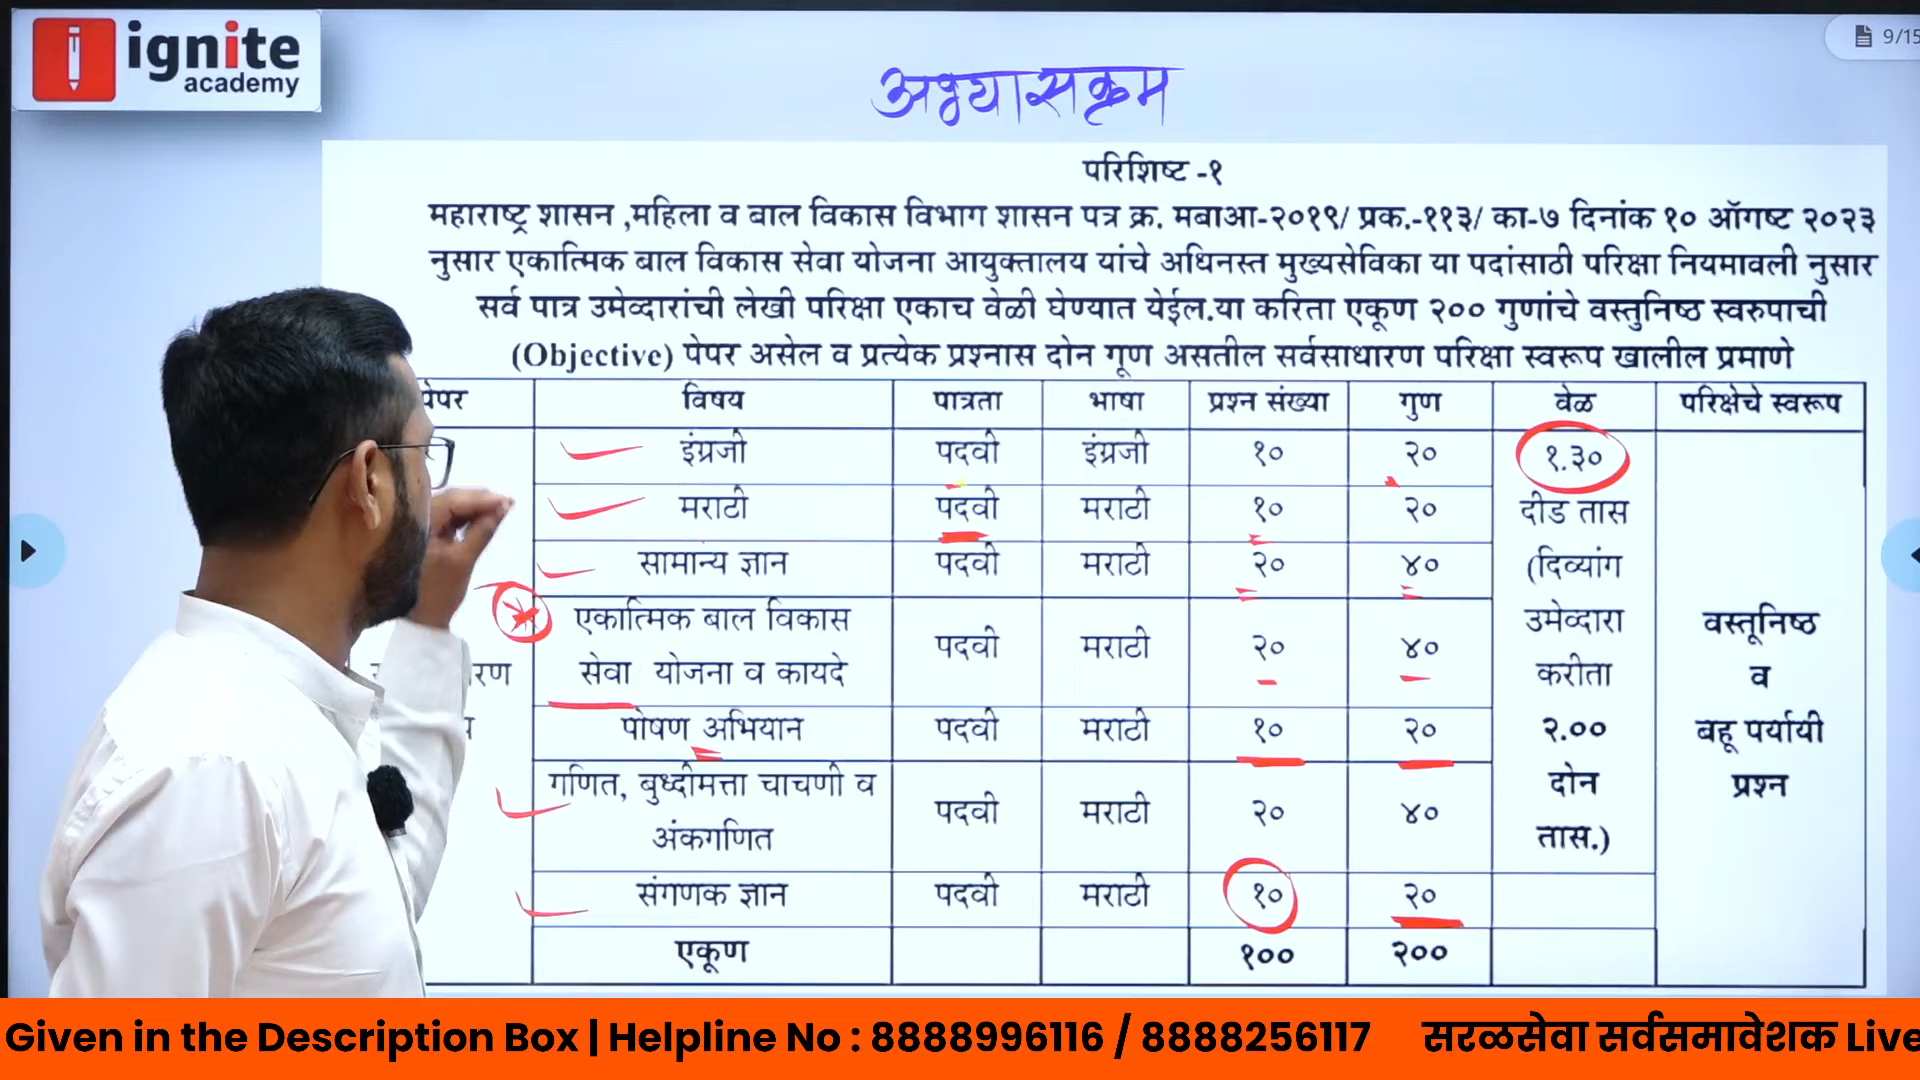 ignite
academy
9/15
अभ्यासक्रम
परिशिष्ट -१
महाराष्ट्र शासन ,महिला व बाल विकास विभाग शासन पत्र क्र. मबाआ-२०१९/ प्रक.-११३/ का-७ दिनांक १० ऑगष्ट २०२३
नुसार एकात्मिक बाल विकास सेवा योजना आयुक्तालय यांचे अधिनस्त मुख्यसेविका या पदांसाठी परिक्षा नियमावली नुसार
सर्व पात्र उमेव्दारांची लेखी परिक्षा एकाच वेळी घेण्यात येईल.या करिता एकूण २०० गुणांचे वस्तुनिष्ठ स्वरुपाची
(Objective) पेपर असेल व प्रत्येक प्रश्नास दोन गूण असतील सर्वसाधारण परिक्षा स्वरूप खालील प्रमाणे
पेपर विषय पात्रता भाषा प्रश्न संख्या गुण वेळ परिक्षेचे स्वरूप
इंग्रजी पदवी इंग्रजी १० २० १.३०
मराठी पदवी मराठी १० २० दीड तास
सामान्य ज्ञान पदवी मराठी २० ४० (दिव्यांग
एकात्मिक बाल विकास उमेव्दारा वस्तूनिष्ठ
सेवा योजना व कायदे पदवी मराठी २० ४० करीता व
पोषण अभियान पदवी मराठी १० २० २.०० बहू पर्यायी
गणित, बुध्दीमत्ता चाचणी व दोन प्रश्न
अंकगणित पदवी मराठी २० ४० तास.)
संगणक ज्ञान पदवी मराठी १० २०
एकूण १०० २००
Given in the Description Box | Helpline No : 8888996116 / 8888256117 सरळसेवा सर्वसमावेशक Live